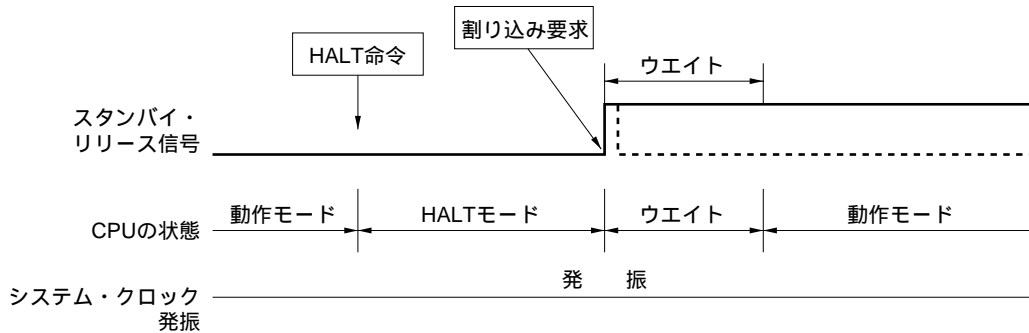 割り込み要求
HALT命令
ウエイト
スタンバイ・
リリース信号
動作モード
HALTモード
ウエイト
動作モード
CPUの状態
発 振
システム・クロック
発振